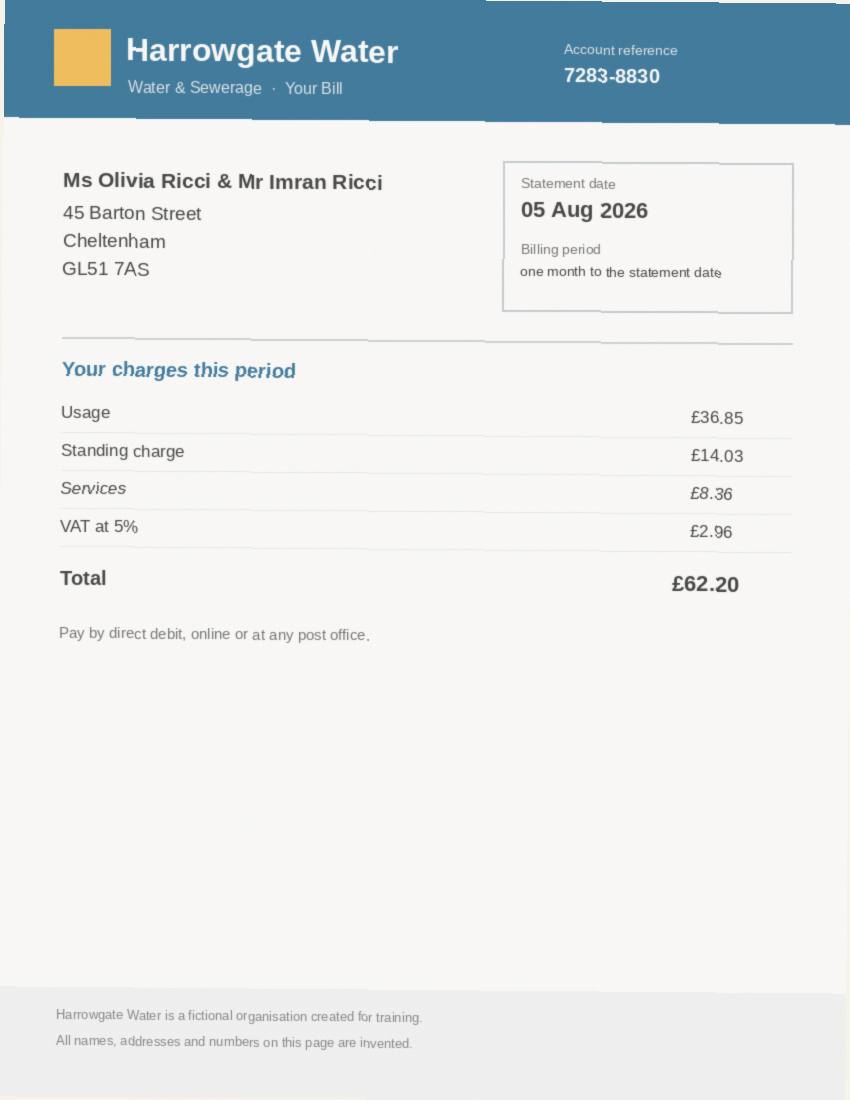 Harrowgate Water
Water & Sewerage · Your Bill
Account reference
7283-8830
Ms Olivia Ricci & Mr Imran Ricci
45 Barton Street
Cheltenham
GL51 7AS
Statement date
05 Aug 2026
Billing period
one month to the statement date
Your charges this period
Usage £36.85
Standing charge £14.03
Services £8.36
VAT at 5% £2.96
Total £62.20
Pay by direct debit, online or at any post office.
Harrowgate Water is a fictional organisation created for training.
All names, addresses and numbers on this page are invented.